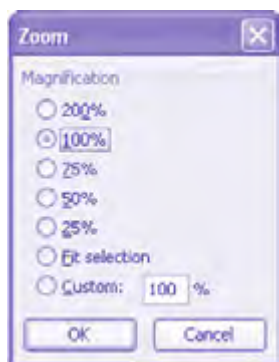 Zoom
Magnification
200%
100%
75%
50%
25%
Fit selection
Custom: 100 %
OK Cancel